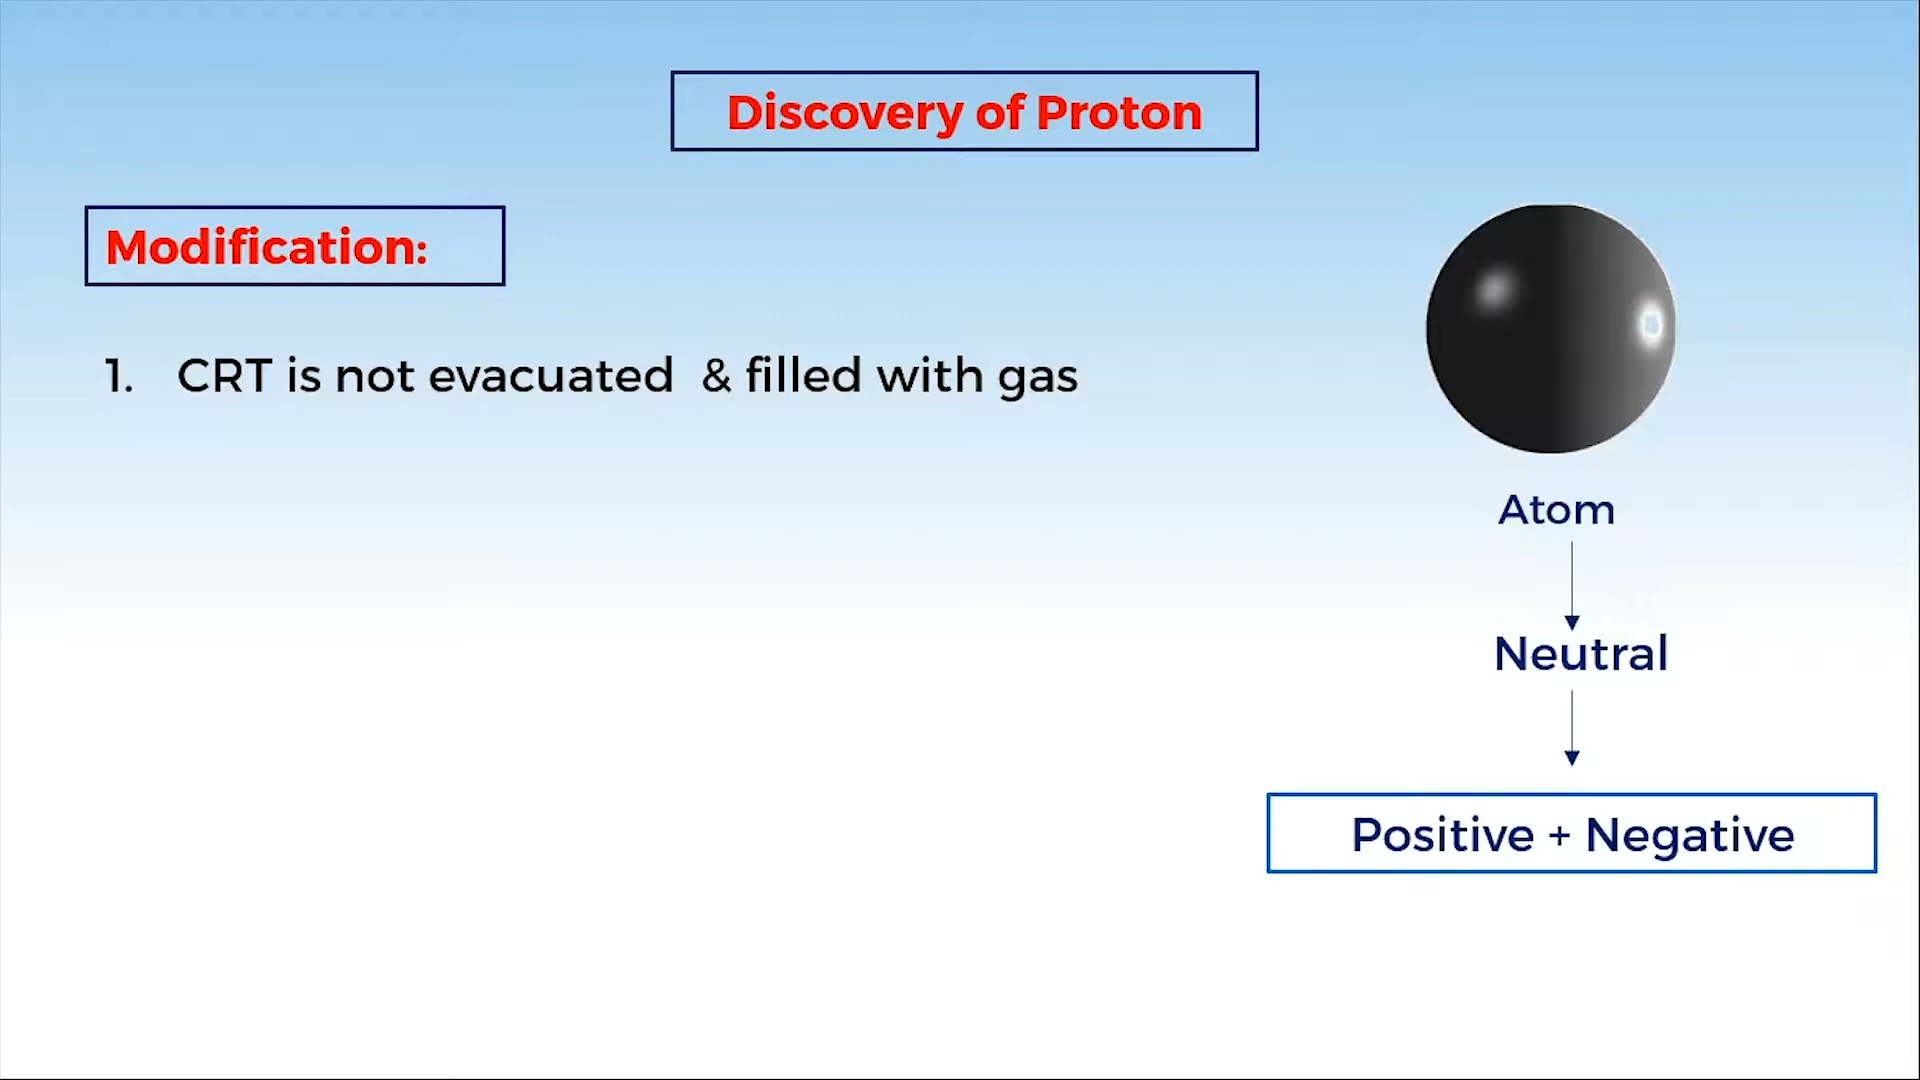 Discovery of Proton
Modification:
1. CRT is not evacuated & filled with gas
Atom
Neutral
Positive + Negative